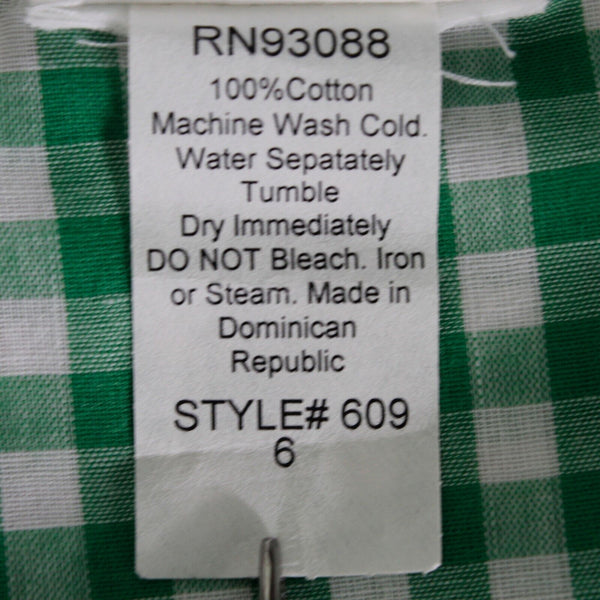 RN93088
100%Cotton
Machine Wash Cold.
Water Sepatately
Tumble
Dry Immediately
DO NOT Bleach. Iron
or Steam. Made in
Dominican
Republic
STYLE# 609
6